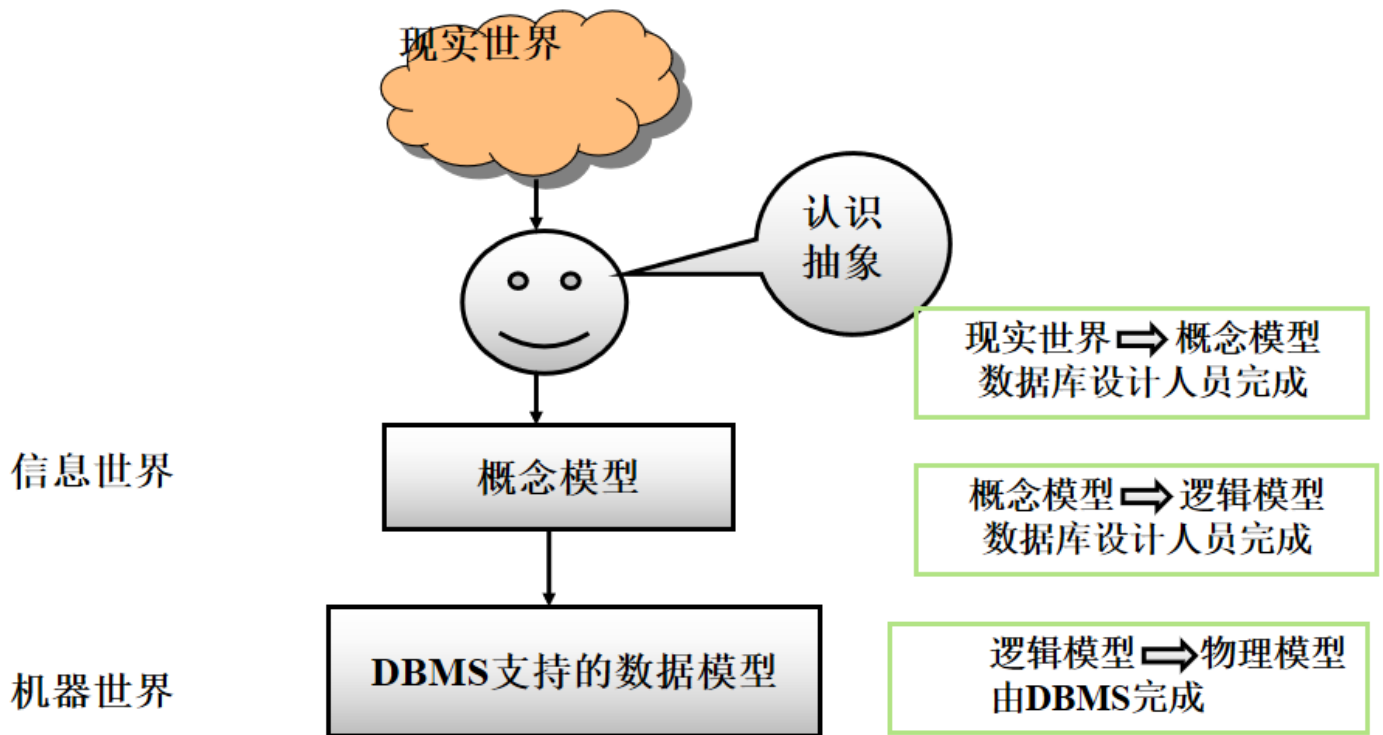 现实世界
认识
抽象
现实世界⇨概念模型
数据库设计人员完成
信息世界
概念模型
概念模型⇨逻辑模型
数据库设计人员完成
机器世界
DBMS支持的数据模型
逻辑模型⇨物理模型
由DBMS完成